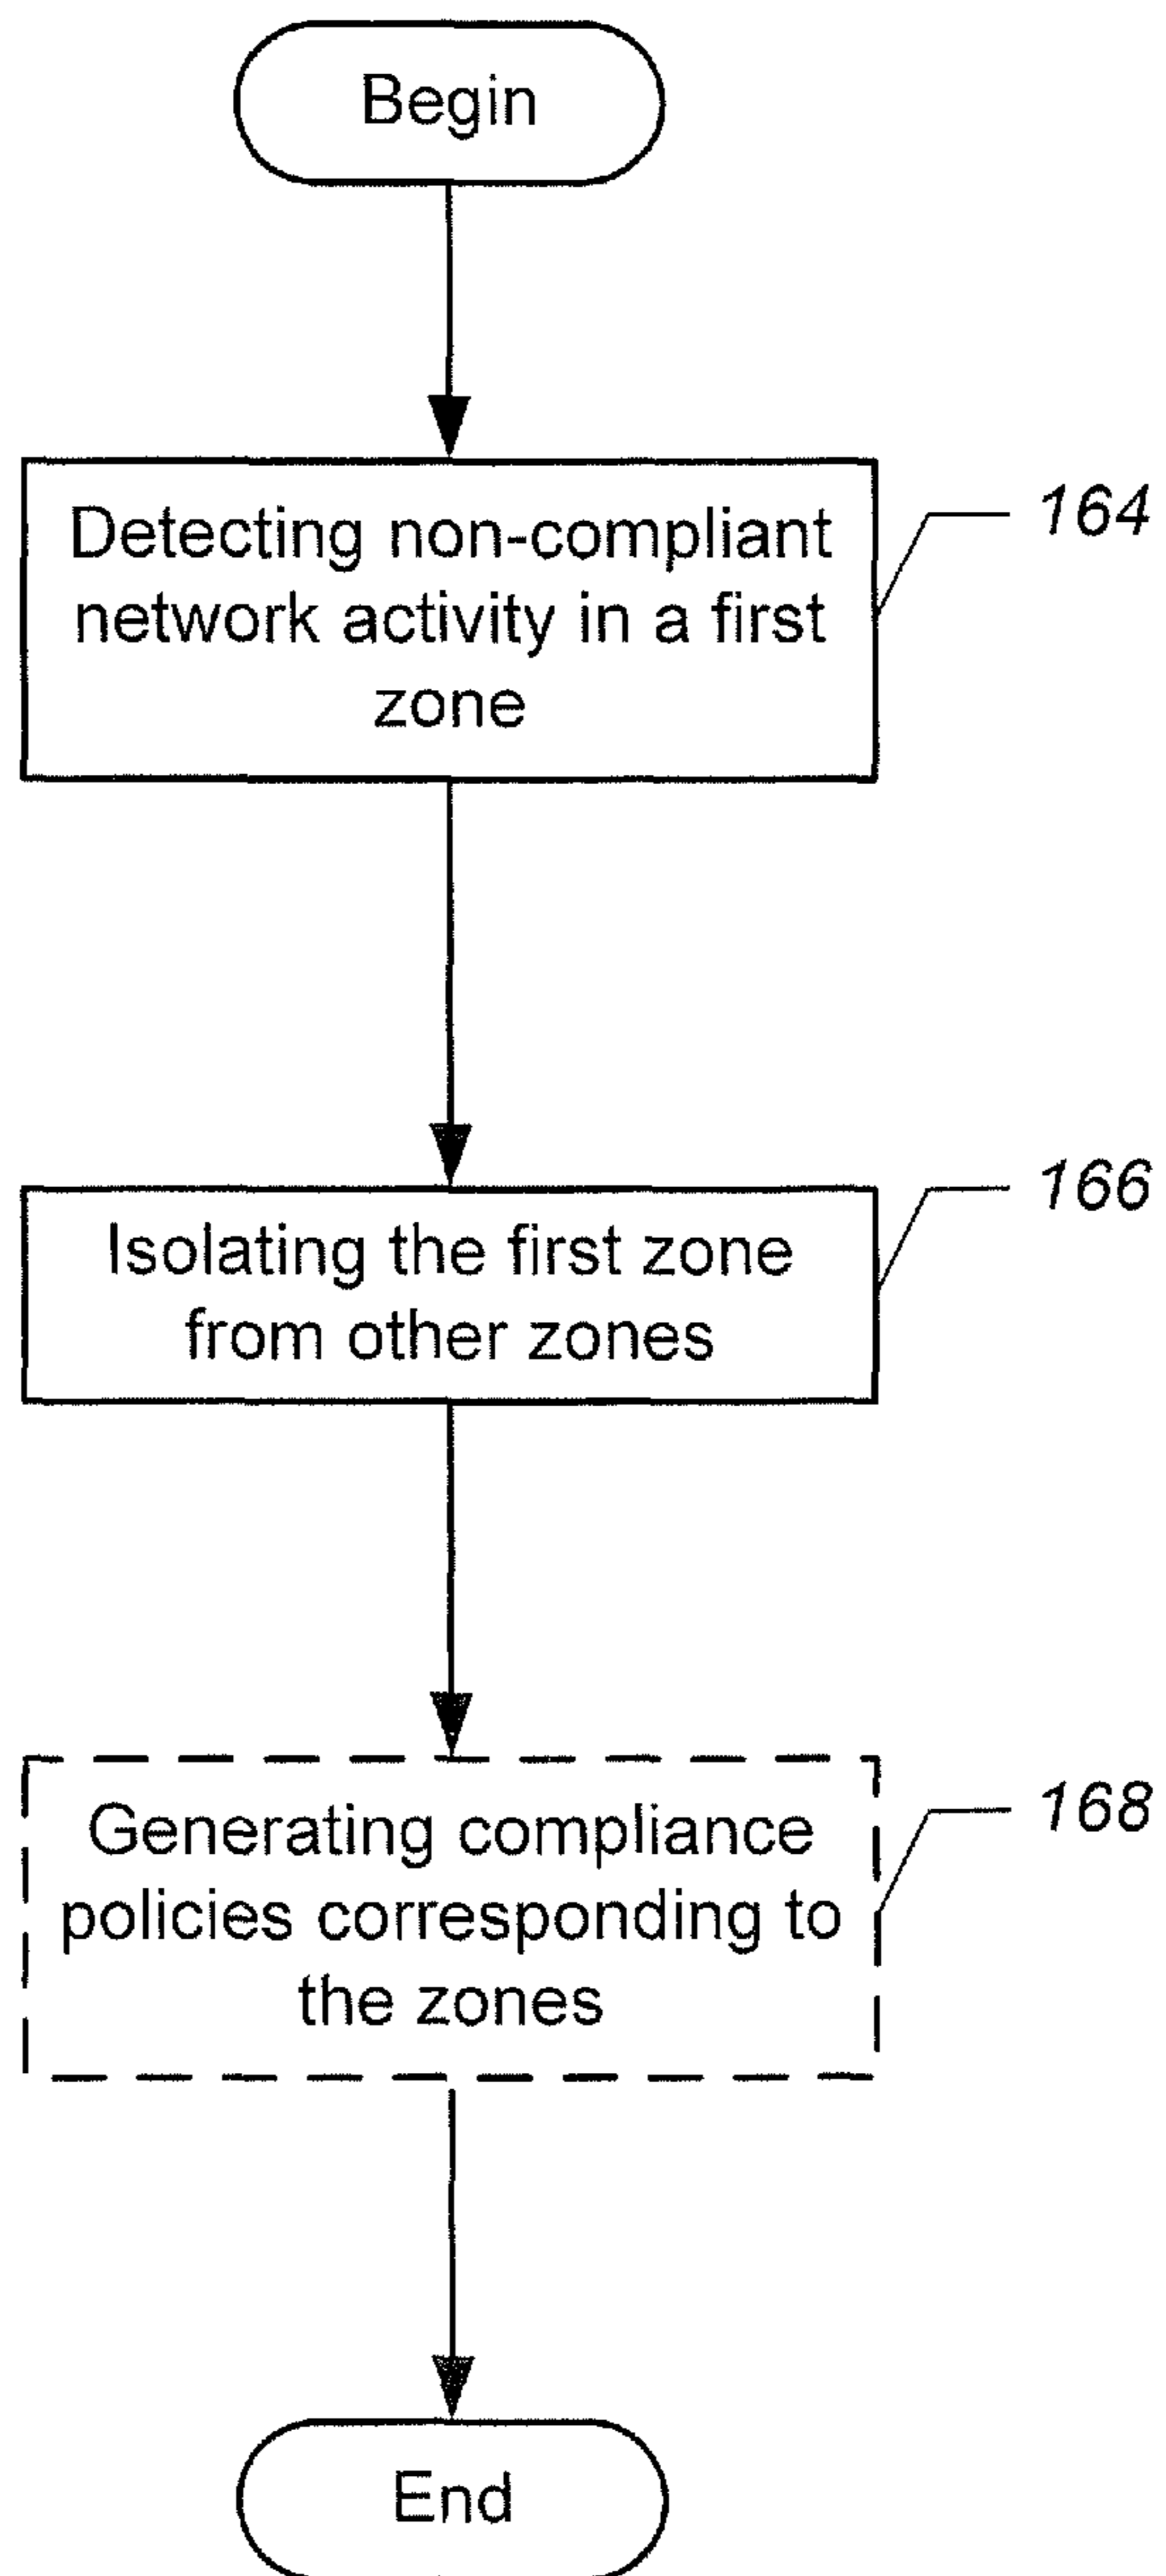 Begin
Detecting non-compliant
network activity in a first
zone
164
Isolating the first zone
from other zones
166
Generating compliance
policies corresponding to
the zones
168
End